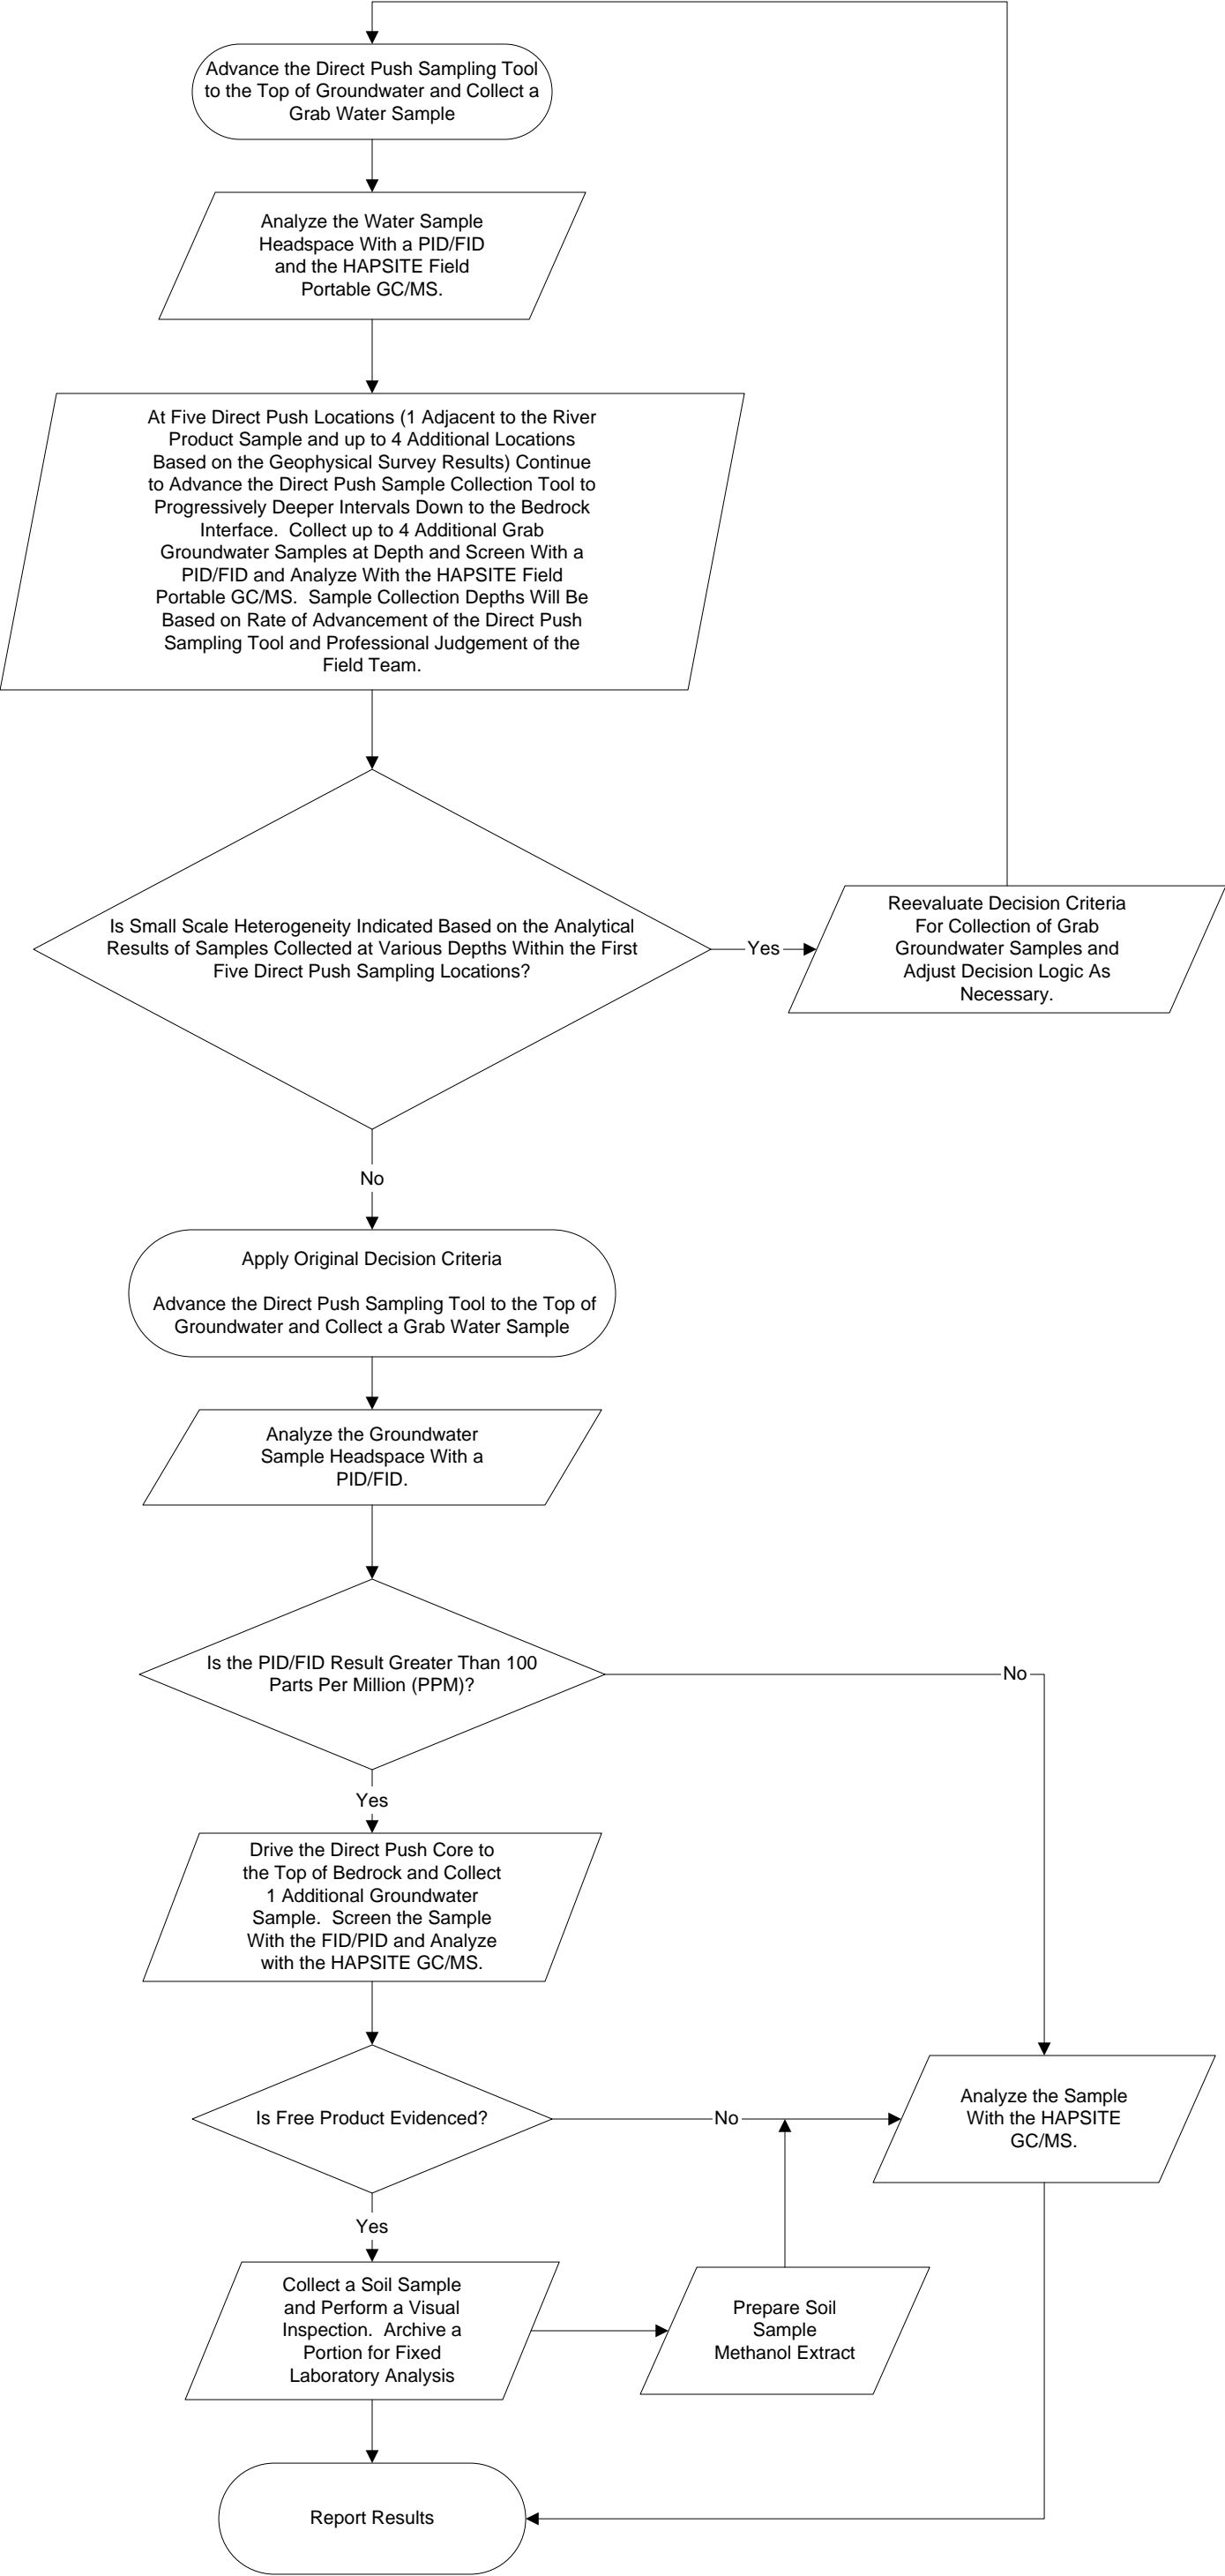 Advance the Direct Push Sampling Tool
to the Top of Groundwater and Collect a
Grab Water Sample
Analyze the Water Sample
Headspace With a PID/FID
and the HAPSITE Field
Portable GC/MS.
At Five Direct Push Locations (1 Adjacent to the River
Product Sample and up to 4 Additional Locations
Based on the Geophysical Survey Results) Continue
to Advance the Direct Push Sample Collection Tool to
Progressively Deeper Intervals Down to the Bedrock
Interface.  Collect up to 4 Additional Grab
Groundwater Samples at Depth and Screen With a
PID/FID and Analyze With the HAPSITE Field
Portable GC/MS.  Sample Collection Depths Will Be
Based on Rate of Advancement of the Direct Push
Sampling Tool and Professional Judgement of the
Field Team.
Is Small Scale Heterogeneity Indicated Based on the Analytical
Results of Samples Collected at Various Depths Within the First
Five Direct Push Sampling Locations?
Yes
Reevaluate Decision Criteria
For Collection of Grab
Groundwater Samples and
Adjust Decision Logic As
Necessary.
No
Apply Original Decision Criteria
Advance the Direct Push Sampling Tool to the Top of
Groundwater and Collect a Grab Water Sample
Analyze the Groundwater
Sample Headspace With a
PID/FID.
Is the PID/FID Result Greater Than 100
Parts Per Million (PPM)?
No
Yes
Drive the Direct Push Core to
the Top of Bedrock and Collect
1 Additional Groundwater
Sample.  Screen the Sample
With the FID/PID and Analyze
with the HAPSITE GC/MS.
Is Free Product Evidenced?
No
Analyze the Sample
With the HAPSITE
GC/MS.
Yes
Collect a Soil Sample
and Perform a Visual
Inspection.  Archive a
Portion for Fixed
Laboratory Analysis
Prepare Soil
Sample
Methanol Extract
Report Results